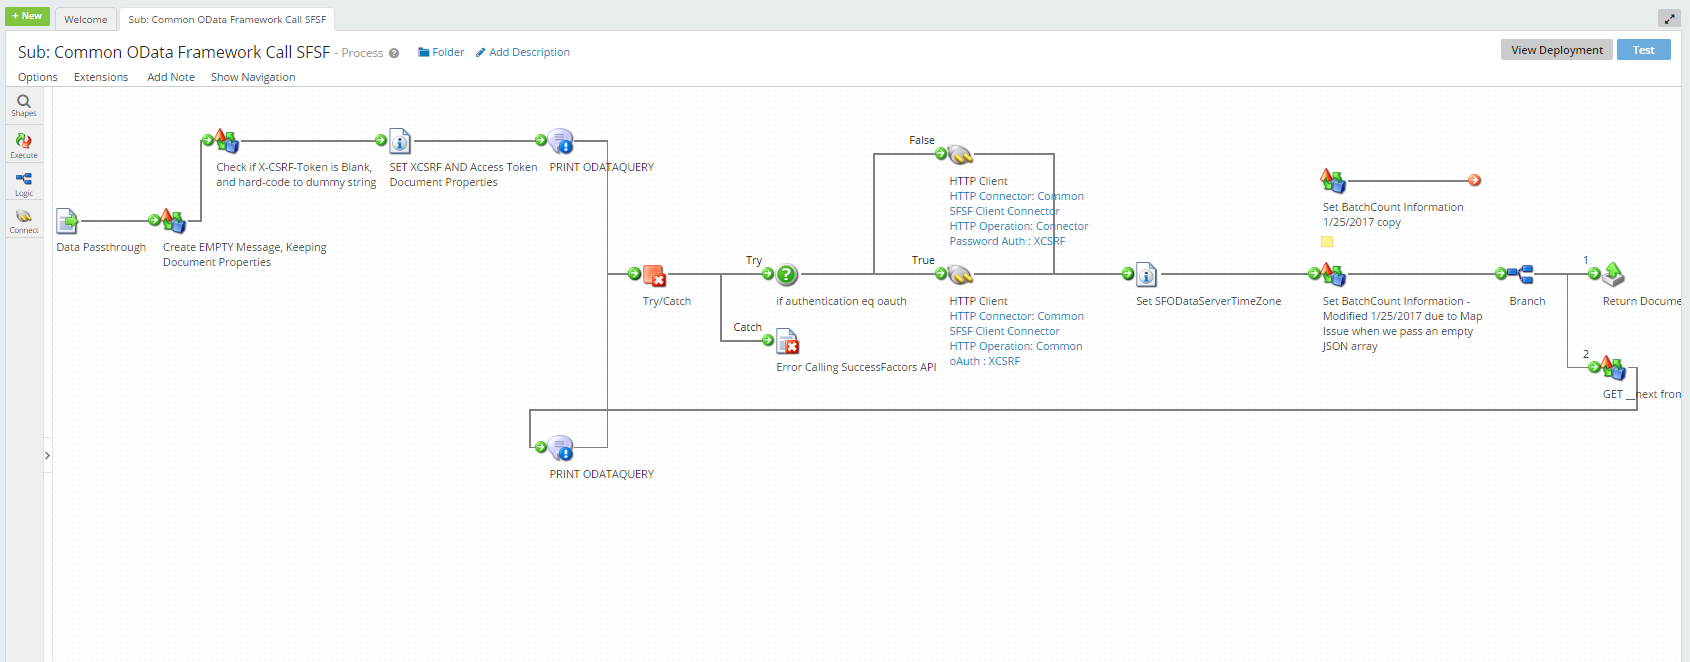 + New
Welcome
Sub: Common OData Framework Call SFSF
Sub: Common OData Framework Call SFSF - Process
Folder
Add Description
View Deployment
Test
Options
Extensions
Add Note
Show Navigation
Shapes
Execute
Logic
Connect
Data Passthrough
Create EMPTY Message, Keeping
Document Properties
Check if X-CSRF-Token is Blank,
and hard-code to dummy string
SET XCSRF AND Access Token
Document Properties
PRINT ODATAQUERY
Try/Catch
Try
Catch
if authentication eq oauth
Error Calling SuccessFactors API
False
HTTP Client
HTTP Connector: Common
SFSF Client Connector
HTTP Operation: Connector
Password Auth : XCSRF
True
HTTP Client
HTTP Connector: Common
SFSF Client Connector
HTTP Operation: Common
oAuth : XCSRF
Set SFODataServerTimeZone
Set BatchCount Information
1/25/2017 copy
Set BatchCount Information -
Modified 1/25/2017 due to Map
Issue when we pass an empty
JSON array
Branch
1
Return Docume
2
GET __next from
PRINT ODATAQUERY